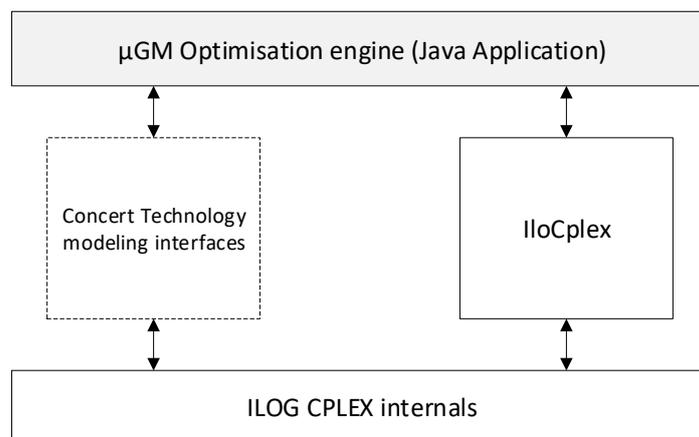 µGM Optimisation engine (Java Application)
Concert Technology
modeling interfaces
IloCplex
ILOG CPLEX internals